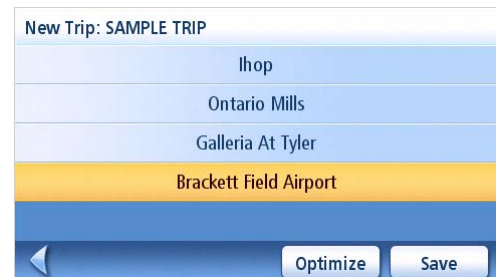 New Trip: SAMPLE TRIP
Ihop
Ontario Mills
Galleria At Tyler
Brackett Field Airport
Optimize Save